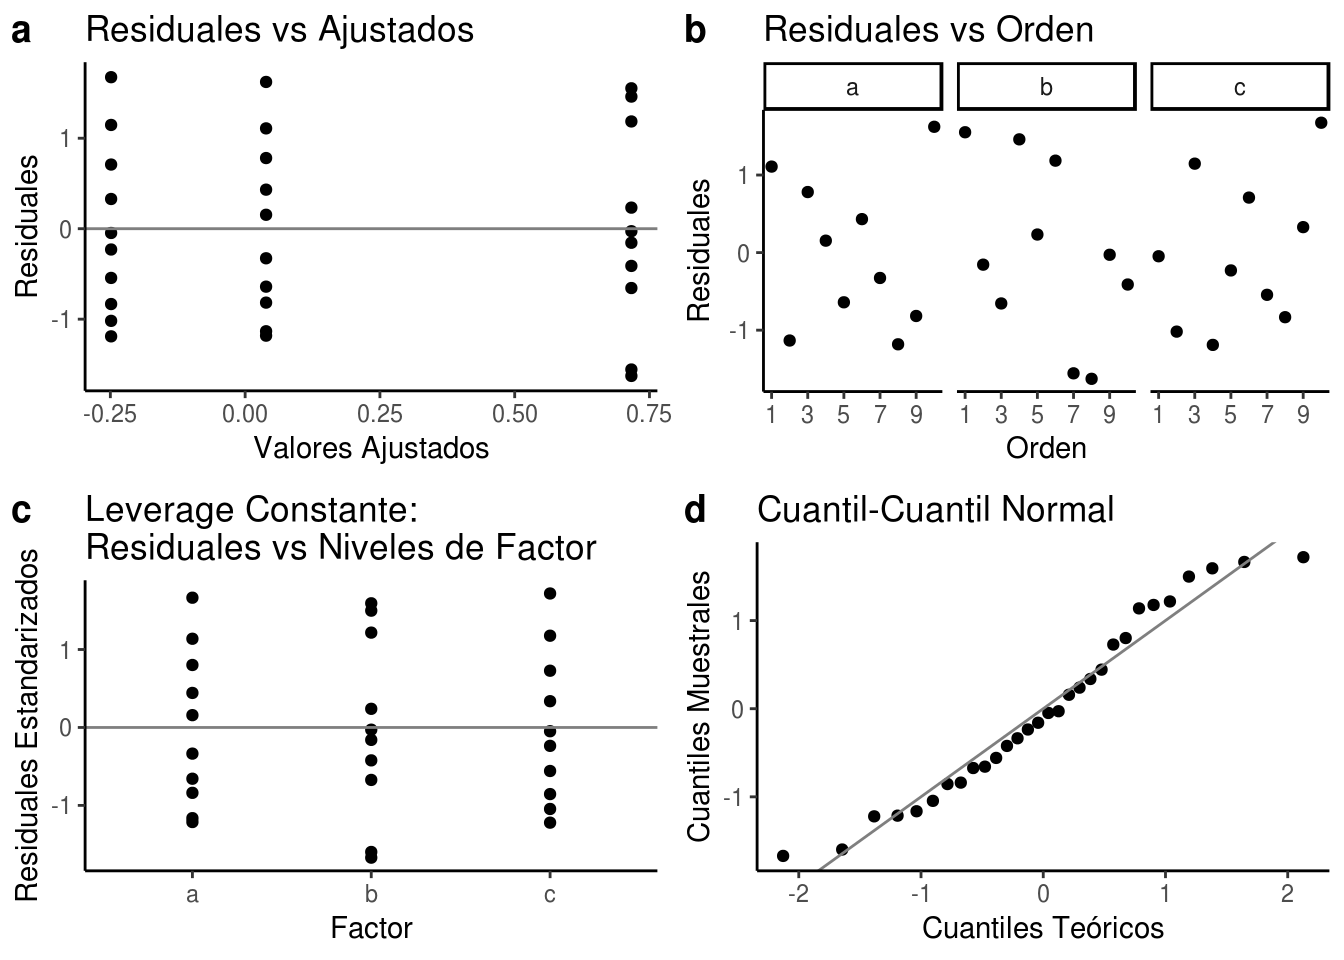 a Residuales vs Ajustados
Residuales
1
0
-1
-0.25 0.00 0.25 0.50 0.75
Valores Ajustados
b Residuales vs Orden
a b c
Residuales
1
0
-1
1 3 5 7 9 1 3 5 7 9 1 3 5 7 9
Orden
c Leverage Constante:
Residuales vs Niveles de Factor
Residuales Estandarizados
1
0
-1
a b c
Factor
d Cuantil-Cuantil Normal
Cuantiles Muestrales
1
0
-1
-2 -1 0 1 2
Cuantiles Teóricos